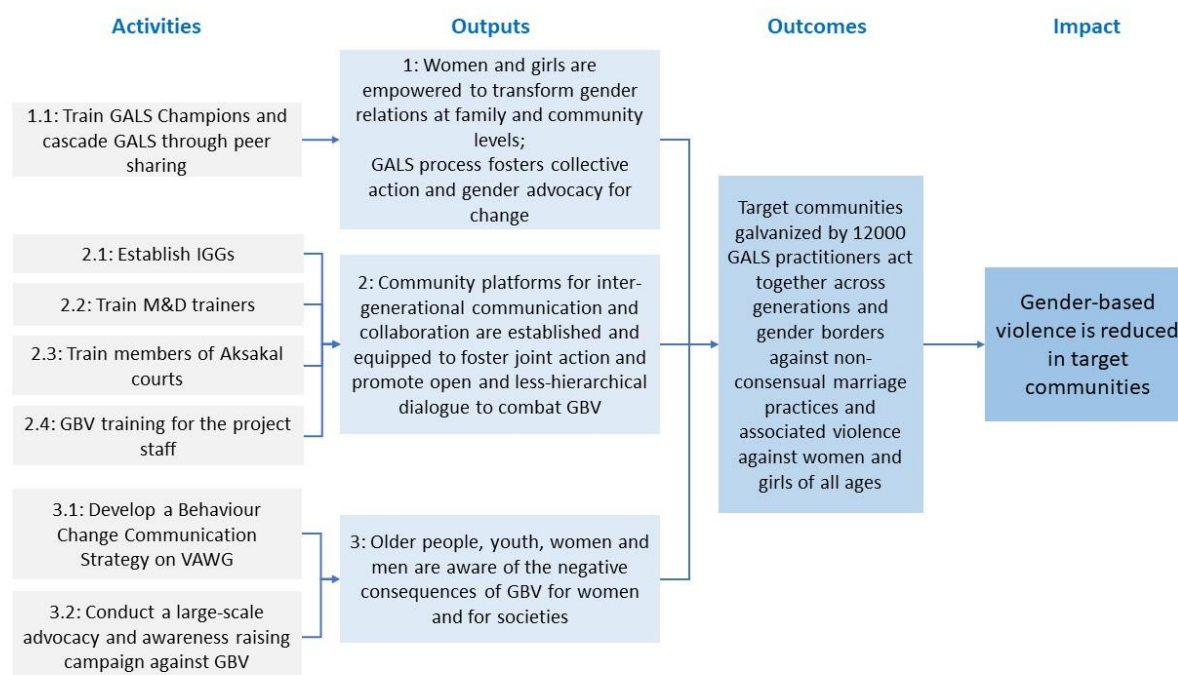 Activities
Outputs
Outcomes
Impact
1.1: Train GALS Champions and
cascade GALS through peer
sharing
1: Women and girls are
empowered to transform gender
relations at family and community
levels;
GALS process fosters collective
action and gender advocacy for
change
2.1: Establish IGGs
2.2: Train M&D trainers
2.3: Train members of Aksakal
courts
2.4: GBV training for the project
staff
2: Community platforms for inter-
generational communication and
collaboration are established and
equipped to foster joint action and
promote open and less-hierarchical
dialogue to combat GBV
3.1: Develop a Behaviour
Change Communication
Strategy on VAWG
3.2: Conduct a large-scale
advocacy and awareness raising
campaign against GBV
3: Older people, youth, women and
men are aware of the negative
consequences of GBV for women
and for societies
Target communities
galvanized by 12000
GALS practitioners act
together across
generations and
gender borders
against non-
consensual marriage
practices and
associated violence
against women and
girls of all ages
Gender-based
violence is reduced
in target
communities